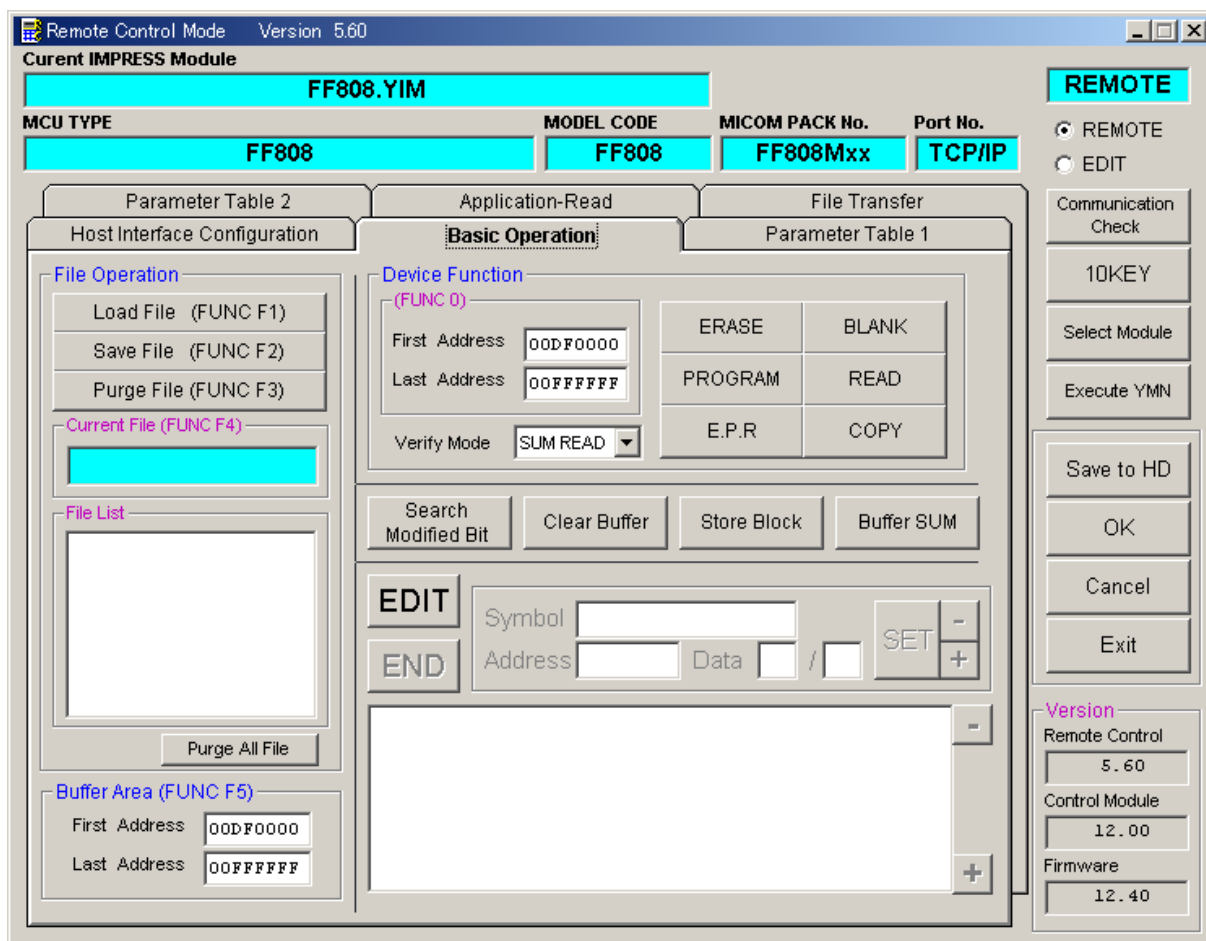 Remote Control Mode Version 5.60
Curent IMPRESS Module
FF808.YIM
REMOTE
MCU TYPE MODEL CODE MICOM PACK No. Port No.
FF808 FF808 FF808Mxx TCP/IP
REMOTE
EDIT
Parameter Table 2 Application-Read File Transfer
Host Interface Configuration Basic Operation Parameter Table 1
File Operation
Load File (FUNC F1)
Save File (FUNC F2)
Purge File (FUNC F3)
Current File (FUNC F4)
File List
Purge All File
Buffer Area (FUNC F5)
First Address 00DF0000
Last Address 00FFFFFF
Device Function
(FUNC 0)
First Address 00DF0000
Last Address 00FFFFFF
Verify Mode SUM READ
ERASE BLANK
PROGRAM READ
E.P.R COPY
Search
Modified Bit
Clear Buffer
Store Block
Buffer SUM
EDIT
END
Symbol
Address Data /
SET
-
+
-
+
Communication
Check
10KEY
Select Module
Execute YMN
Save to HD
OK
Cancel
Exit
Version
Remote Control
5.60
Control Module
12.00
Firmware
12.40